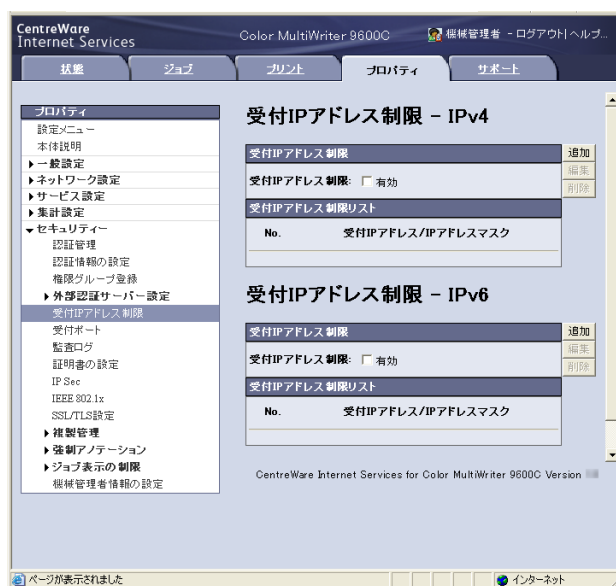 CentreWare
Internet Services
Color MultiWriter 9600C
機械管理者 - ログアウト|ヘルプ...
状態
ジョブ
プリント
プロパティ
サポート
プロパティ
設定メニュー
本体説明
一般設定
ネットワーク設定
サービス設定
集計設定
セキュリティー
認証管理
認証情報の設定
権限グループ登録
外部認証サーバー設定
受付IPアドレス制限
受付ポート
監査ログ
証明書の設定
IP Sec
IEEE 802.1x
SSL/TLS設定
複製管理
強制アノテーション
ジョブ表示の制限
機械管理者情報の設定
受付IPアドレス制限 - IPv4
受付IPアドレス制限
追加
編集
削除
受付IPアドレス制限: 有効
受付IPアドレス制限リスト
No. 受付IPアドレス/IPアドレスマスク
受付IPアドレス制限 - IPv6
受付IPアドレス制限
追加
編集
削除
受付IPアドレス制限: 有効
受付IPアドレス制限リスト
No. 受付IPアドレス/IPアドレスマスク
CentreWare Internet Services for Color MultiWriter 9600C Version
ページが表示されました
インターネット